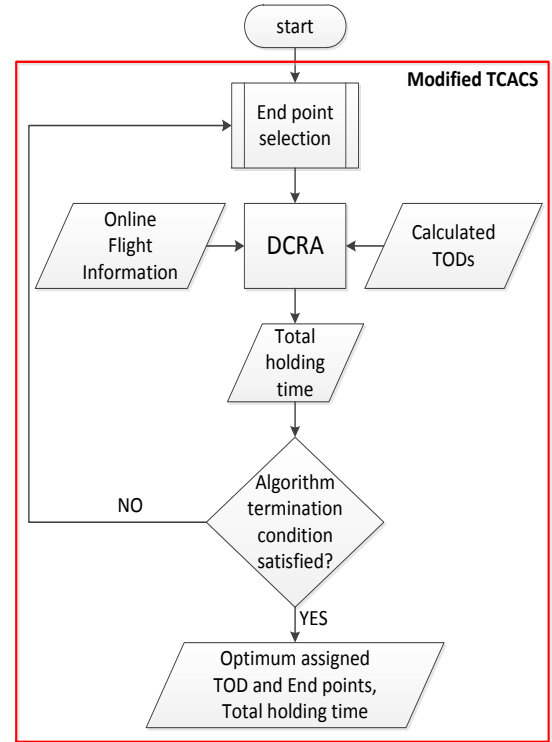 start
Modified TCACS
End point
selection
Online
Flight
Information
DCRA
Calculated
TODs
Total
holding
time
Algorithm
termination
condition
satisfied?
NO
YES
Optimum assigned
TOD and End points,
Total holding time